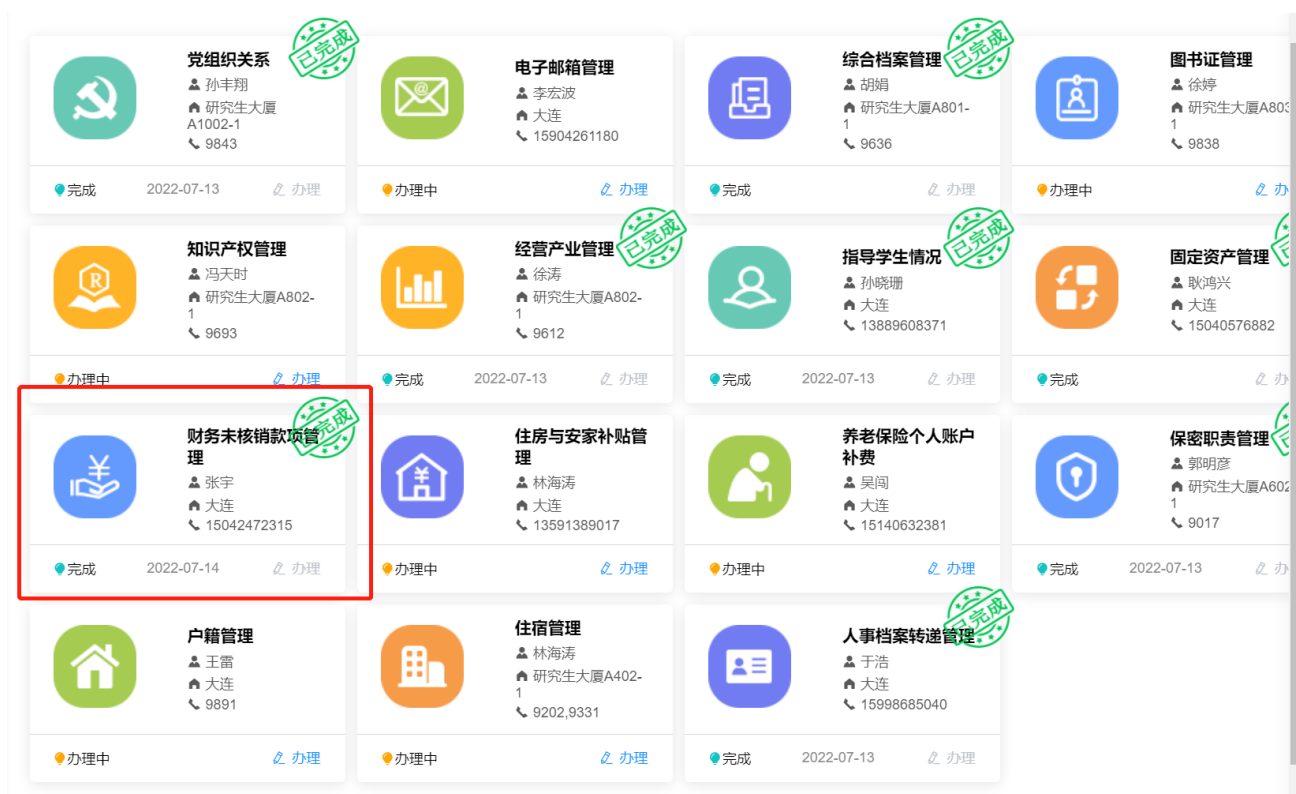 党组织关系
已完成
孙丰翔
研究生大厦
A1002-1
9843
完成 2022-07-13 办理
电子邮箱管理
李宏波
大连
15904261180
办理中 办理
综合档案管理
已完成
胡娟
研究生大厦A801-
1
9636
完成 办理
图书证管理
徐婷
研究生大厦A803
1
9838
办理中 办
知识产权管理
冯天时
研究生大厦A802-
1
9693
办理中 办理
经营产业管理
已完成
徐涛
研究生大厦A802-
1
9612
完成 2022-07-13 办理
指导学生情况
已完成
孙晓珊
大连
13889608371
完成 2022-07-13 办理
固定资产管理
耿鸿兴
大连
15040576882
完成 办
财务未核销款项管
理
已完成
张宇
大连
15042472315
完成 2022-07-14 办理
住房与安家补贴管
理
林海涛
大连
13591389017
办理中 办理
养老保险个人账户
补费
吴闯
大连
15140632381
办理中 办理
保密职责管理
郭明彦
研究生大厦A602
1
9017
完成 2022-07-13 办
户籍管理
王雷
大连
9891
办理中 办理
住宿管理
林海涛
研究生大厦A402-
1
9202,9331
办理中 办理
人事档案转递管理
已完成
于浩
大连
15998685040
完成 2022-07-13 办理